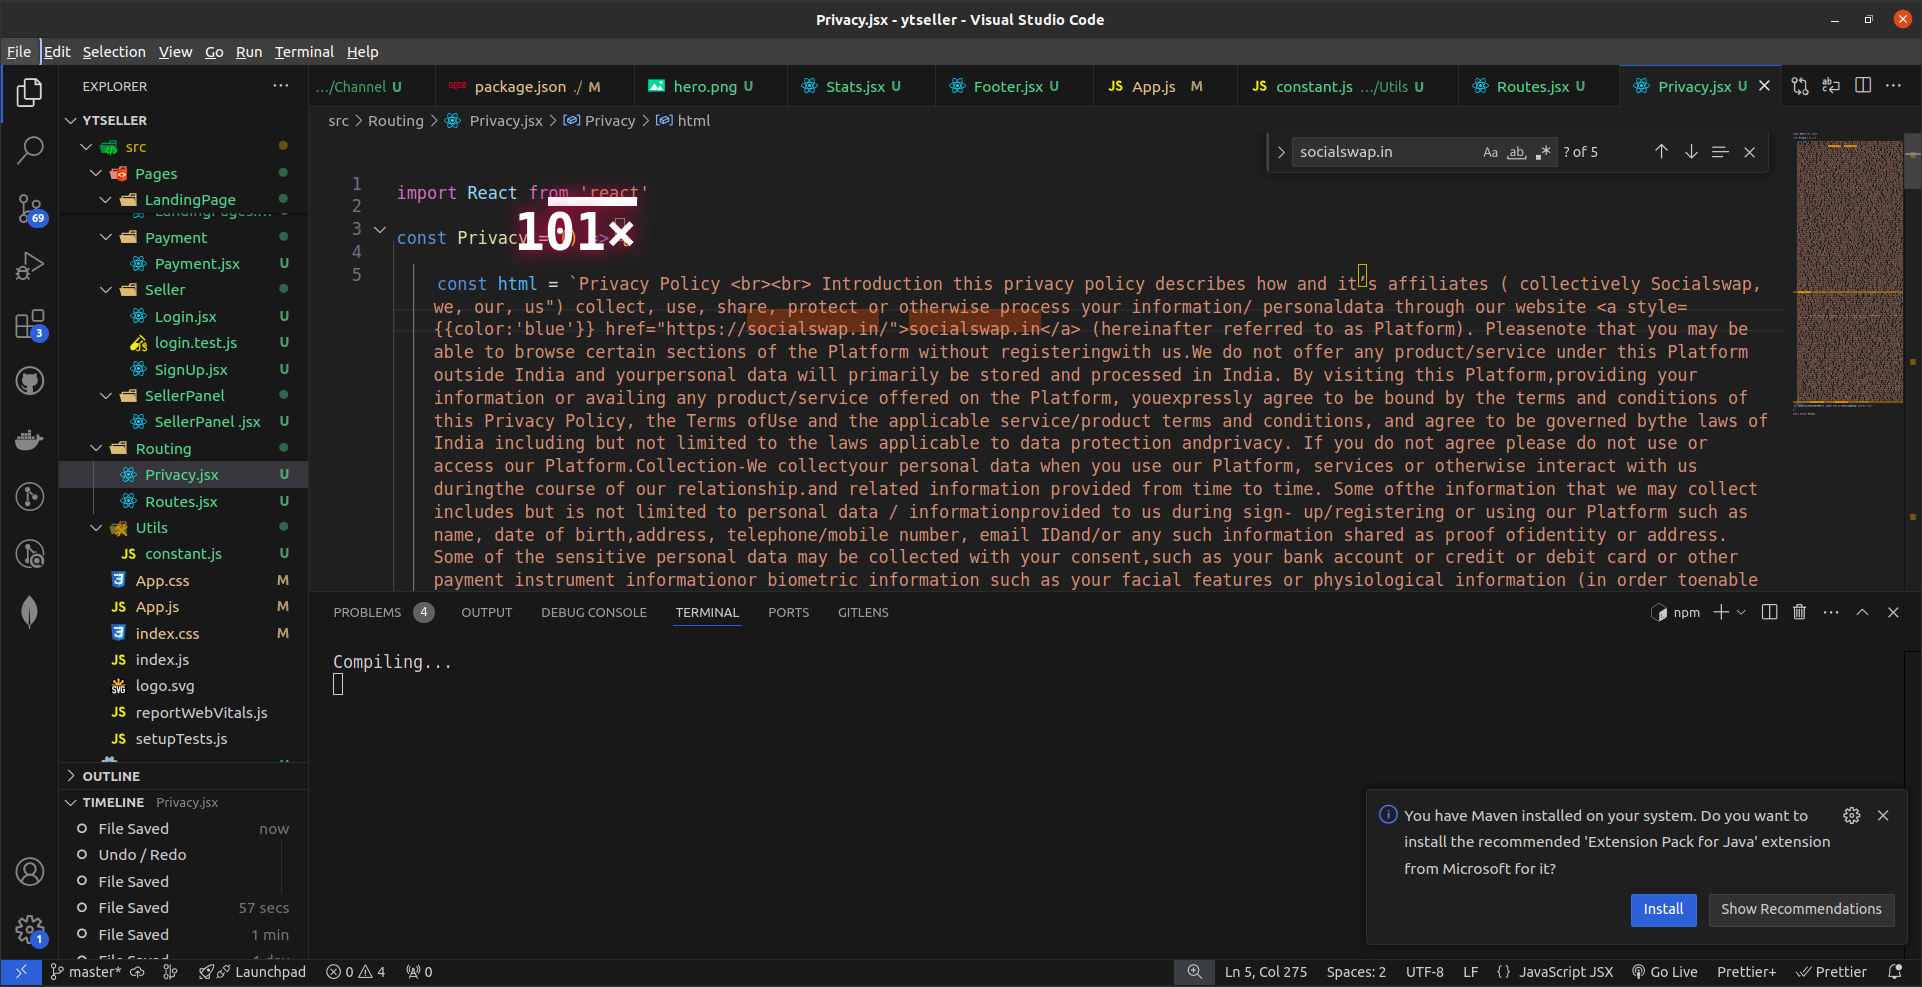 Privacy.jsx - ytseller - Visual Studio Code
File Edit Selection View Go Run Terminal Help
EXPLORER
.../Channel U
package.json ./ M
hero.png U
Stats.jsx U
Footer.jsx U
JS App.js M
JS constant.js .../Utils U
Routes.jsx U
Privacy.jsx U
src > Routing > Privacy.jsx > Privacy > html
socialswap.in Aa ab .* ? of 5
YTSELLER
src
Pages
LandingPage
Payment
Payment.jsx U
Seller
Login.jsx U
login.test.js U
SignUp.jsx U
SellerPanel
SellerPanel .jsx U
Routing
Privacy.jsx U
Routes.jsx U
Utils
JS constant.js U
App.css M
JS App.js M
index.css M
JS index.js
SVG logo.svg
JS reportWebVitals.js
JS setupTests.js
OUTLINE
TIMELINE Privacy.jsx
File Saved now
Undo / Redo
File Saved
File Saved 57 secs
File Saved 1 min
69
3
1
1 import React from 'react'
2
3 const Privacy = () => {
101×
4
5 const html = `Privacy Policy <br><br> Introduction this privacy policy describes how and it’s affiliates ( collectively Socialswap,
we, our, us") collect, use, share, protect or otherwise process your information/ personaldata through our website <a style=
{{color:'blue'}} href="https://socialswap.in/">socialswap.in</a> (hereinafter referred to as Platform). Pleasenote that you may be
able to browse certain sections of the Platform without registeringwith us.We do not offer any product/service under this Platform
outside India and yourpersonal data will primarily be stored and processed in India. By visiting this Platform,providing your
information or availing any product/service offered on the Platform, youexpressly agree to be bound by the terms and conditions of
this Privacy Policy, the Terms ofUse and the applicable service/product terms and conditions, and agree to be governed bythe laws of
India including but not limited to the laws applicable to data protection andprivacy. If you do not agree please do not use or
access our Platform.Collection-We collectyour personal data when you use our Platform, services or otherwise interact with us
duringthe course of our relationship.and related information provided from time to time. Some ofthe information that we may collect
includes but is not limited to personal data / informationprovided to us during sign- up/registering or using our Platform such as
name, date of birth,address, telephone/mobile number, email IDand/or any such information shared as proof ofidentity or address.
Some of the sensitive personal data may be collected with your consent,such as your bank account or credit or debit card or other
payment instrument informationor biometric information such as your facial features or physiological information (in order toenable
PROBLEMS 4 OUTPUT DEBUG CONSOLE TERMINAL PORTS GITLENS
npm
Compiling...
You have Maven installed on your system. Do you want to
install the recommended 'Extension Pack for Java' extension
from Microsoft for it?
Install Show Recommendations
master* Launchpad 0 4 0
Ln 5, Col 275 Spaces: 2 UTF-8 LF {} JavaScript JSX Go Live Prettier+ Prettier